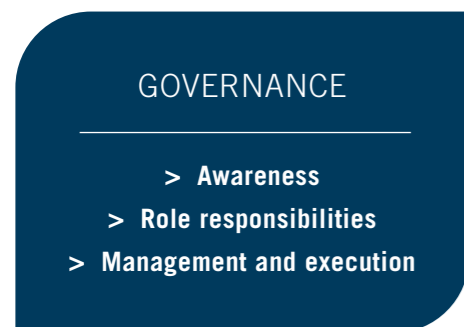 GOVERNANCE
> Awareness
> Role responsibilities
> Management and execution